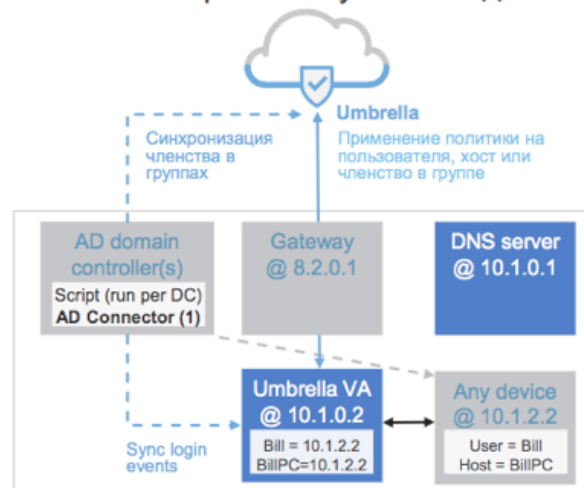 Umbrella
Синхронизация
членства в
группах
Применение политики на
пользователя, хост или
членство в группе
AD domain
controller(s)
Script (run per DC)
AD Connector (1)
Gateway
@ 8.2.0.1
DNS server
@ 10.1.0.1
Umbrella VA
@ 10.1.0.2
Bill = 10.1.2.2
BillPC=10.1.2.2
Any device
@ 10.1.2.2
User = Bill
Host = BillPC
Sync login
events